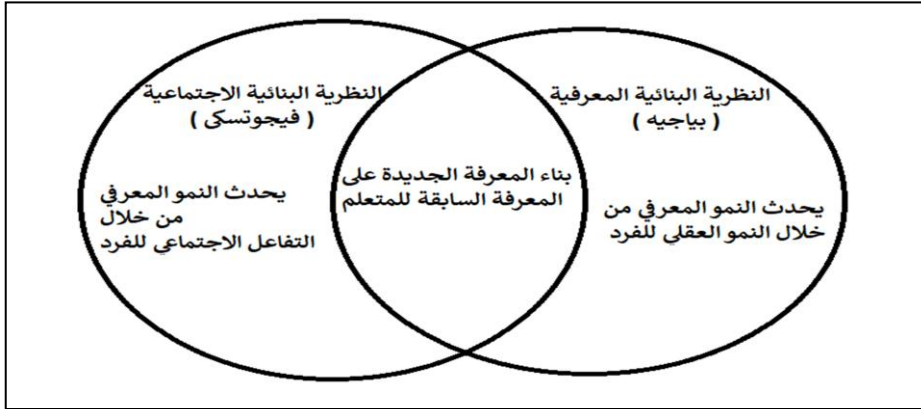 النظرية البنائية المعرفية
( بياجيه )
يحدث النمو المعرفي من
خلال النمو العقلي للفرد
بناء المعرفة الجديدة على
المعرفة السابقة للمتعلم
النظرية البنائية الاجتماعية
( فيجوتسكى )
يحدث النمو المعرفي
من خلال
التفاعل الاجتماعي للفرد